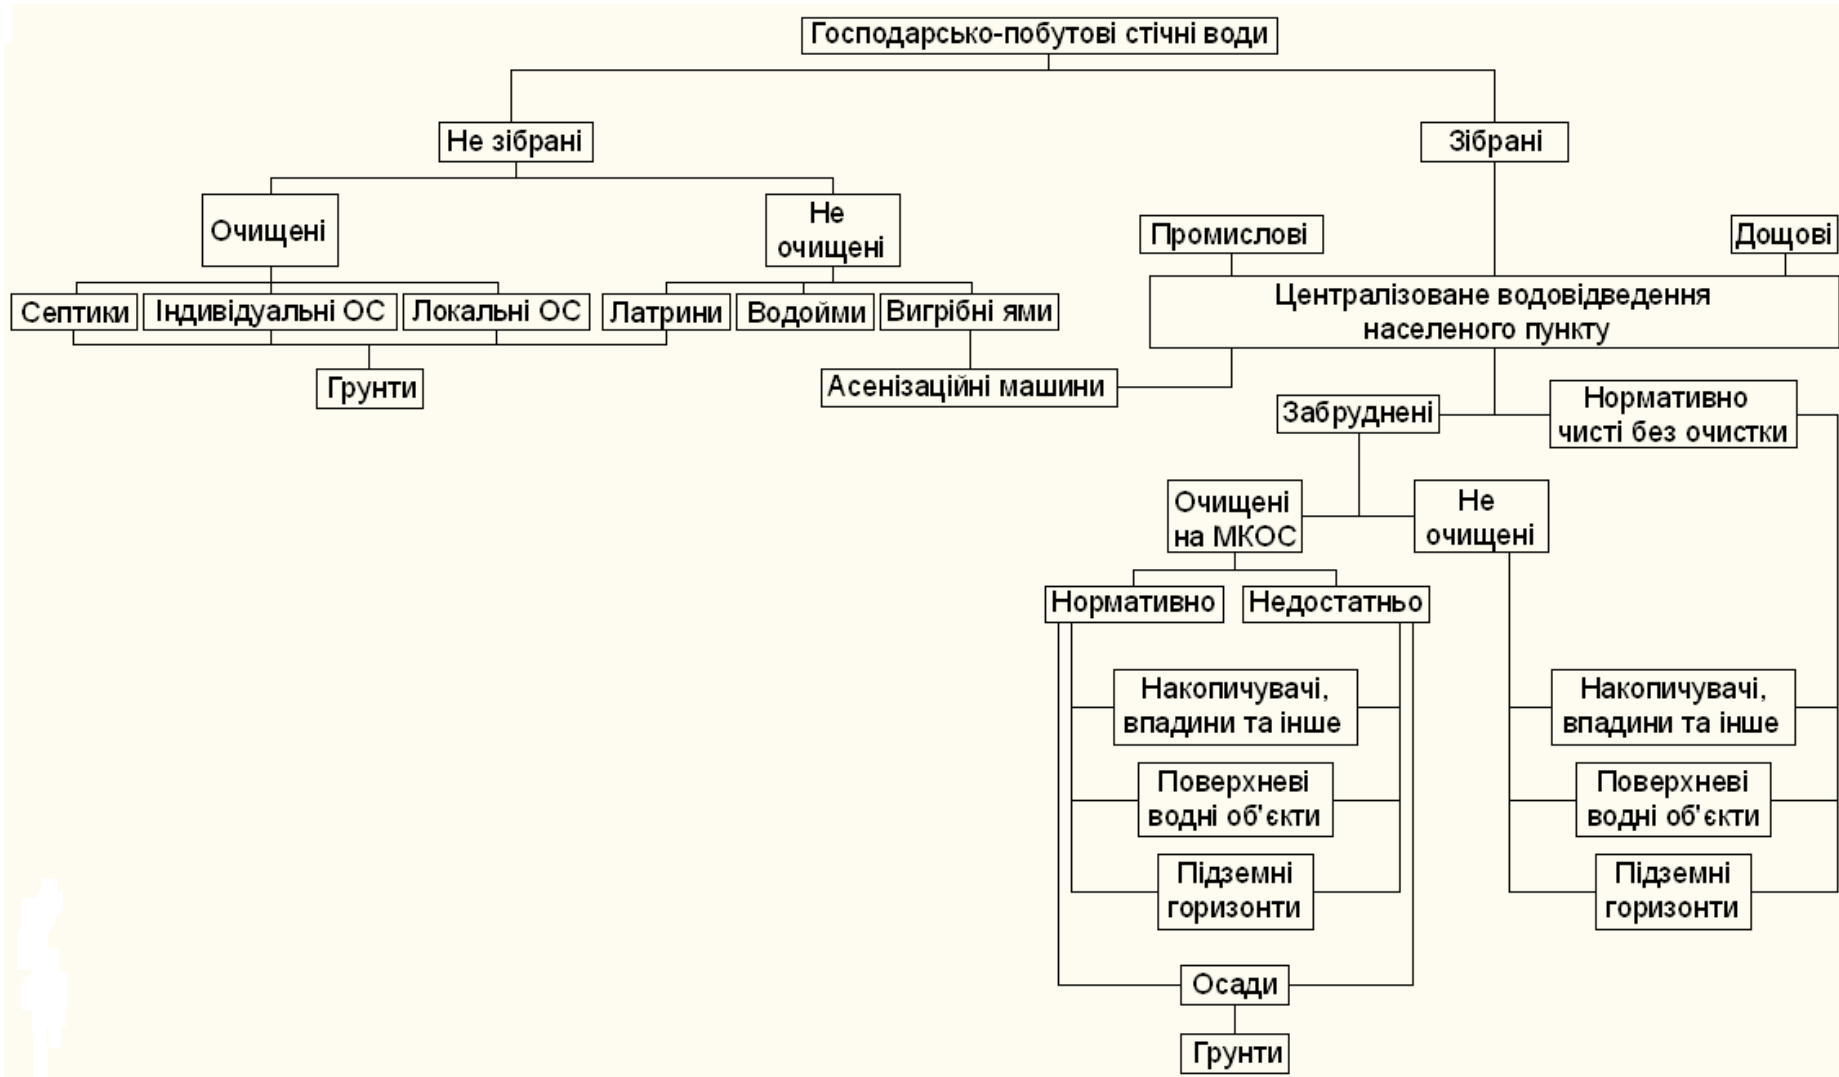 Господарсько-побутові стічні води
Не зібрані
Зібрані
Очищені
Не
очищені
Промислові
Дощові
Септики
Індивідуальні ОС
Локальні ОС
Латрини
Водойми
Вигрібні ями
Централізоване водовідведення
населеного пункту
Грунти
Асенізаційні машини
Забруднені
Нормативно
чисті без очистки
Очищені
на МКОС
Не
очищені
Нормативно
Недостатньо
Накопичувачі,
впадини та інше
Накопичувачі,
впадини та інше
Поверхневі
водні об'єкти
Поверхневі
водні об'єкти
Підземні
горизонти
Підземні
горизонти
Осади
Грунти